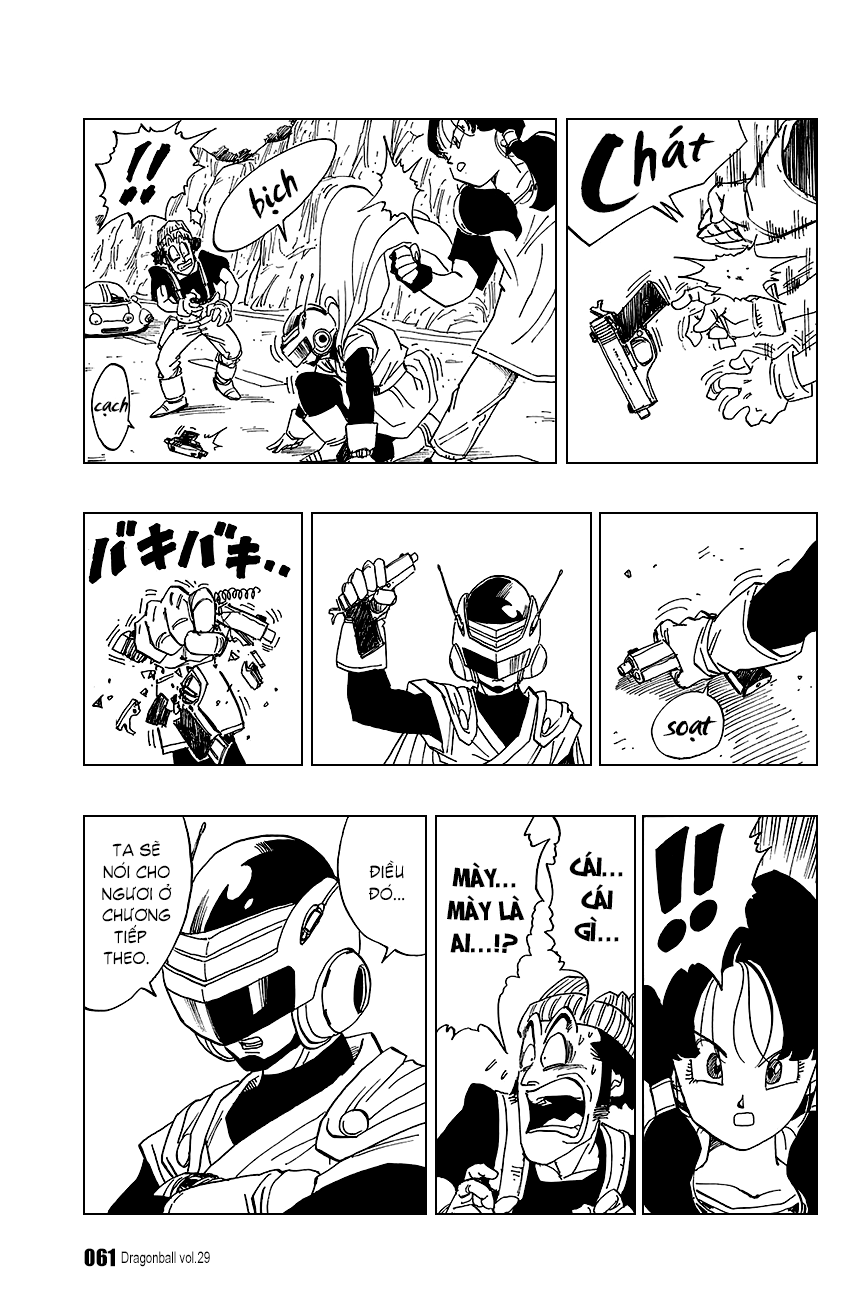 Chát
!!
bịch
cạch
soạt
バキバキ..
!!
CÁI...
CÁI
GÌ...
MÀY...
MÀY LÀ
AI...!?
ĐIỀU
ĐÓ...
TA SẼ
NÓI CHO
NGƯƠI Ở
CHƯƠNG
TIẾP
THEO.
061 Dragonball vol.29